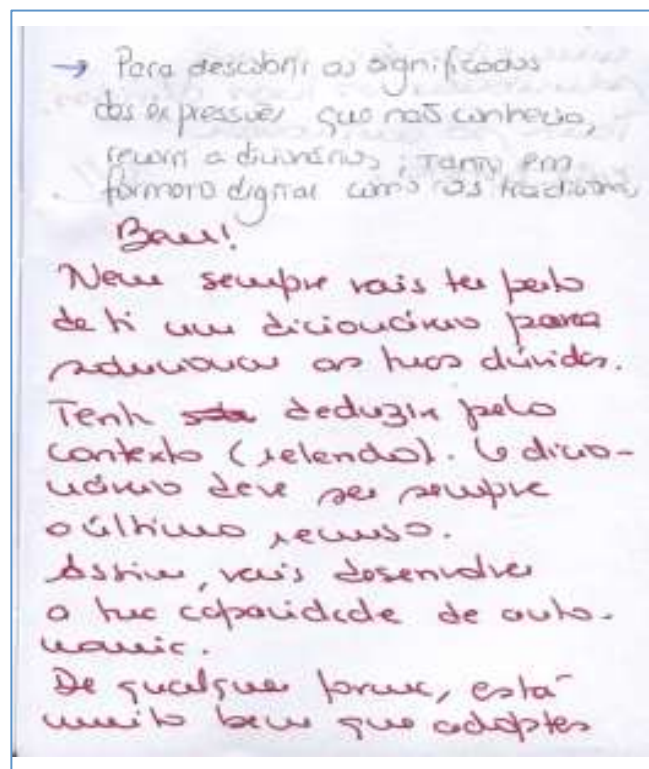 → Para descobrir os significados
das expressões que não conhecia,
recorri a dicionários, tanto em
formato digital como os tradicionais
Bem!
Nem sempre vais ter perto
de ti um dicionário para
solucionar as tuas dúvidas.
Tenta deduzir pelo
contexto (relendo). O dicio-
nário deve ser sempre
o último recurso.
Assim, vais desenvolver
a tua capacidade de auto-
nomia.
De qualquer forma, está
muito bem que adoptes